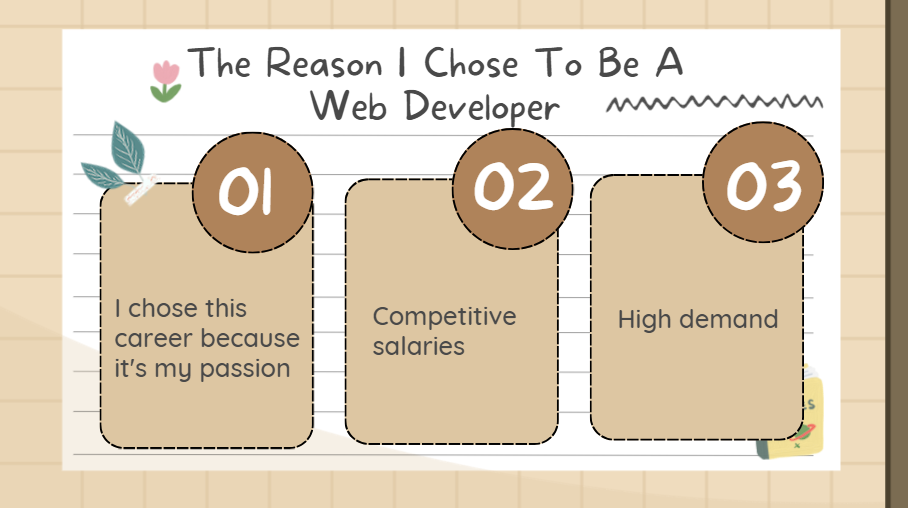 The Reason I Chose To Be A
Web Developer
01
I chose this
career because
it's my passion
02
Competitive
salaries
03
High demand